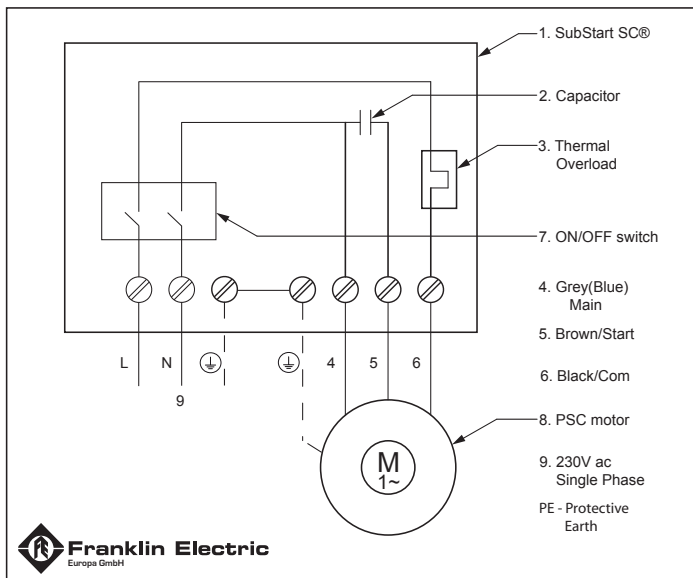 1. SubStart SC®
2. Capacitor
3. Thermal
Overload
7. ON/OFF switch
4. Grey(Blue)
Main
5. Brown/Start
6. Black/Com
8. PSC motor
9. 230V ac
Single Phase
PE - Protective
Earth
L N 4 5 6
9
M
1~
Franklin Electric
Europa GmbH